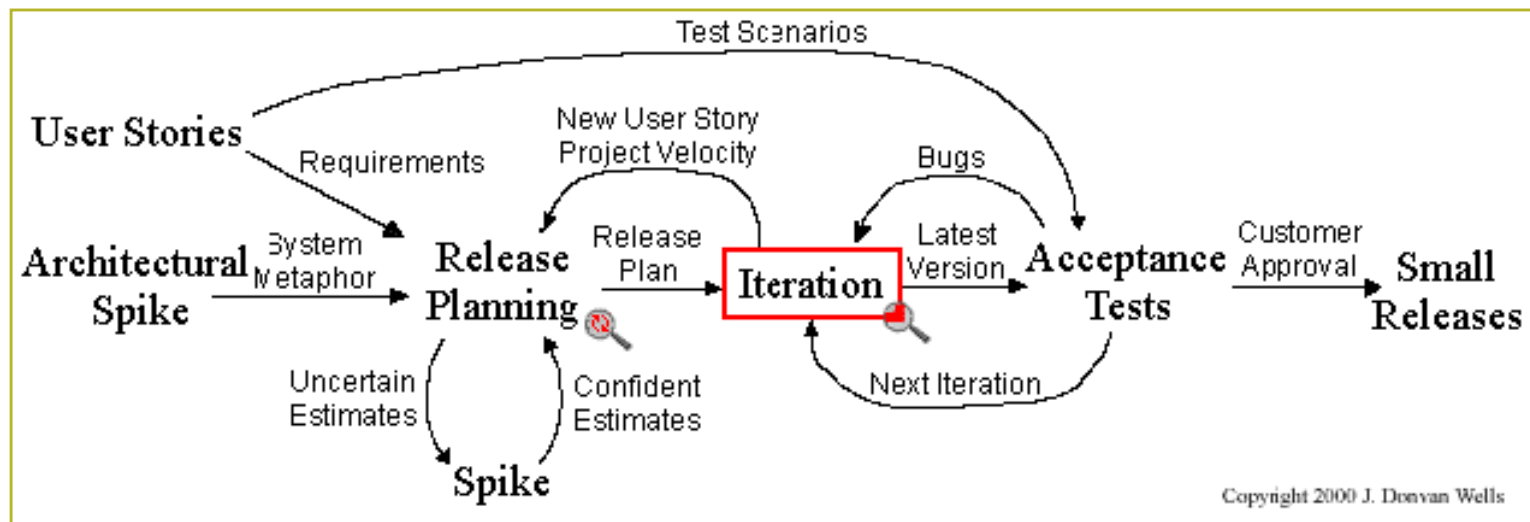 Test Scenarios
User Stories
New User Story
Project Velocity
Bugs
Requirements
Architectural
Spike
System
Metaphor
Release
Planning
Release
Plan
Iteration
Latest
Version
Acceptance
Tests
Customer
Approval
Small
Releases
Uncertain
Estimates
Confident
Estimates
Next Iteration
Spike
Copyright 2000 J. Donvan Wells